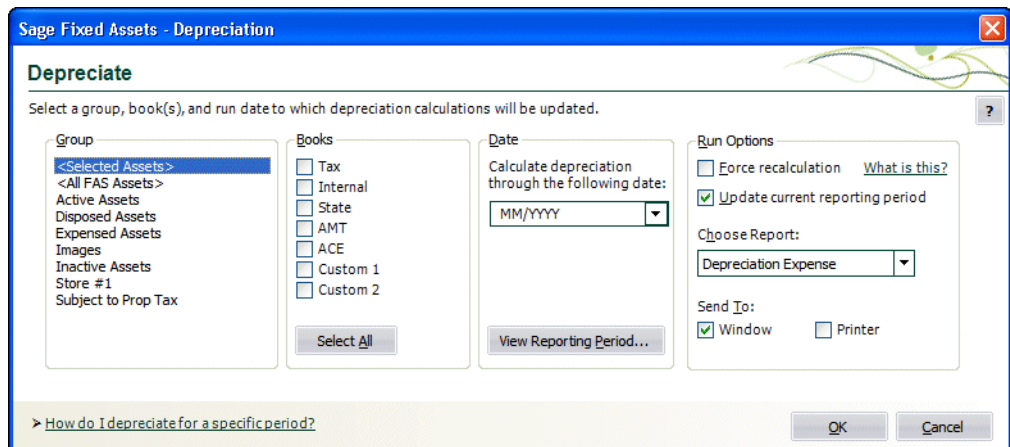 Sage Fixed Assets - Depreciation
Depreciate
Select a group, book(s), and run date to which depreciation calculations will be updated.
?
Group
<Selected Assets>
<All FAS Assets>
Active Assets
Disposed Assets
Expensed Assets
Images
Inactive Assets
Store #1
Subject to Prop Tax
Books
Tax
Internal
State
AMT
ACE
Custom 1
Custom 2
Select All
Date
Calculate depreciation
through the following date:
MM/YYYY
View Reporting Period...
Run Options
Force recalculation What is this?
Update current reporting period
Choose Report:
Depreciation Expense
Send To:
Window Printer
➤ How do I depreciate for a specific period?
OK Cancel